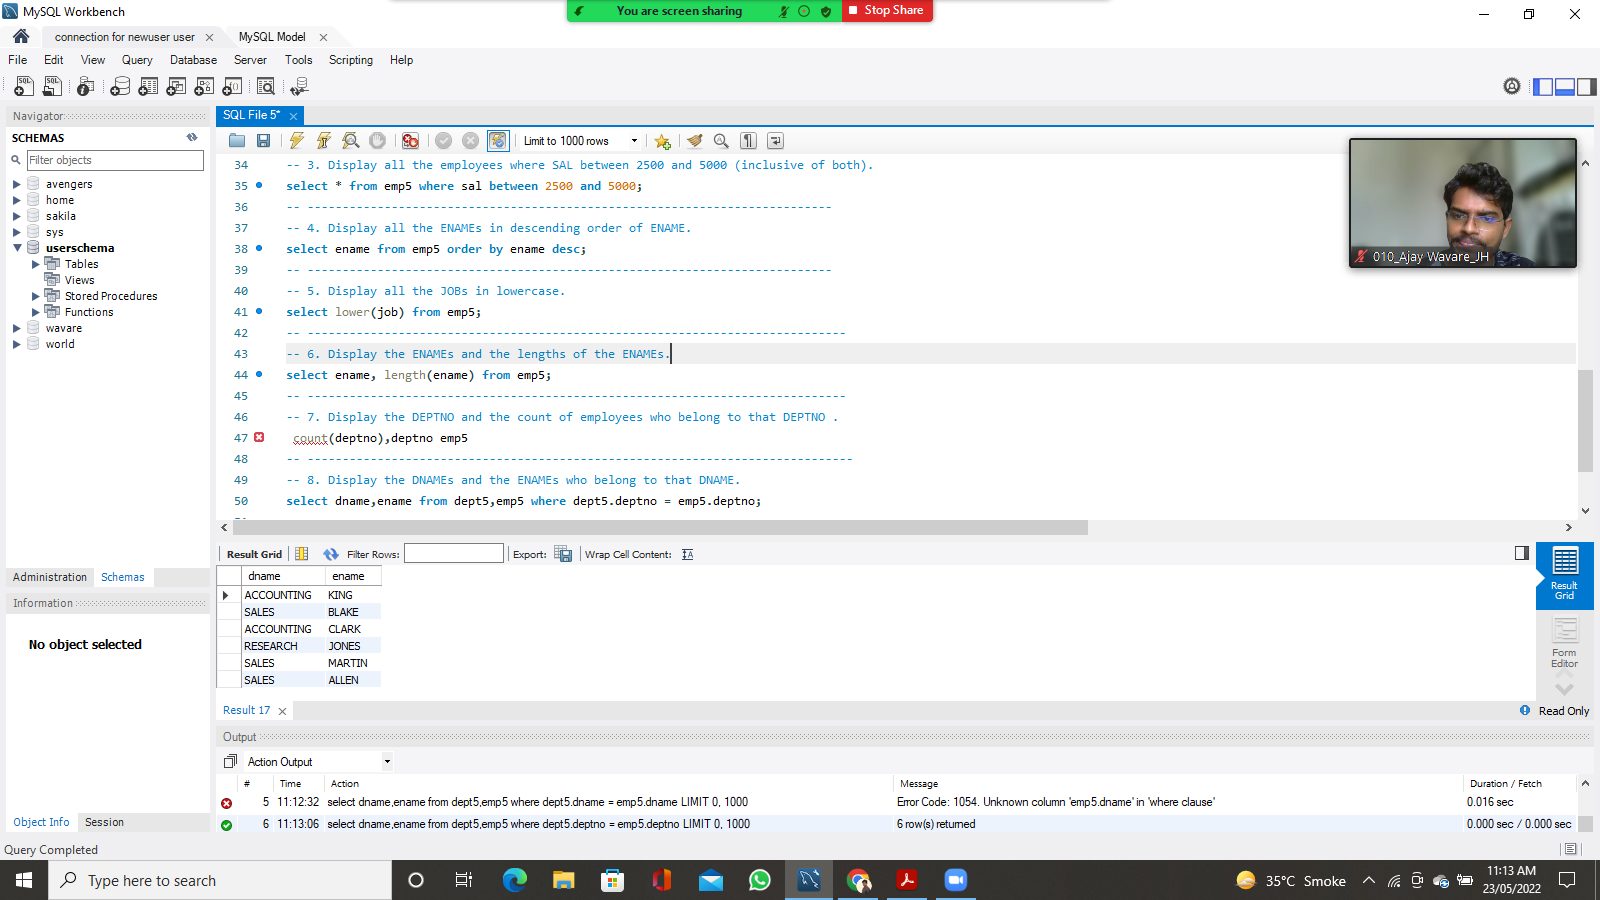 MySQL Workbench
You are screen sharing
Stop Share
connection for newuser user
MySQL Model
File Edit View Query Database Server Tools Scripting Help
Navigator
SCHEMAS
Filter objects
avengers
home
sakila
sys
userschema
Tables
Views
Stored Procedures
Functions
wavare
world
Administration Schemas
Information
No object selected
Object Info Session
Query Completed
SQL File 5*
Limit to 1000 rows
34 -- 3. Display all the employees where SAL between 2500 and 5000 (inclusive of both).
35 select * from emp5 where sal between 2500 and 5000;
36 -- ---------------------------------------------------------------------------
37 -- 4. Display all the ENAMEs in descending order of ENAME.
38 select ename from emp5 order by ename desc;
39 -- ---------------------------------------------------------------------------
40 -- 5. Display all the JOBs in lowercase.
41 select lower(job) from emp5;
42 -- -----------------------------------------------------------------------------
43 -- 6. Display the ENAMEs and the lengths of the ENAMEs.
44 select ename, length(ename) from emp5;
45 -- -----------------------------------------------------------------------------
46 -- 7. Display the DEPTNO and the count of employees who belong to that DEPTNO .
47 count(deptno),deptno emp5
48 -- ------------------------------------------------------------------------------
49 -- 8. Display the DNAMEs and the ENAMEs who belong to that DNAME.
50 select dname,ename from dept5,emp5 where dept5.deptno = emp5.deptno;
010_Ajay Wavare_JH
Result Grid Filter Rows: Export: Wrap Cell Content:
dname ename
ACCOUNTING KING
SALES BLAKE
ACCOUNTING CLARK
RESEARCH JONES
SALES MARTIN
SALES ALLEN
Result
Grid
Form
Editor
Result 17
Read Only
Output
Action Output
# Time Action Message Duration / Fetch
5 11:12:32 select dname,ename from dept5,emp5 where dept5.dname = emp5.dname LIMIT 0, 1000 Error Code: 1054. Unknown column 'emp5.dname' in 'where clause' 0.016 sec
6 11:13:06 select dname,ename from dept5,emp5 where dept5.deptno = emp5.deptno LIMIT 0, 1000 6 row(s) returned 0.000 sec / 0.000 sec
Type here to search
35°C Smoke
11:13 AM
23/05/2022